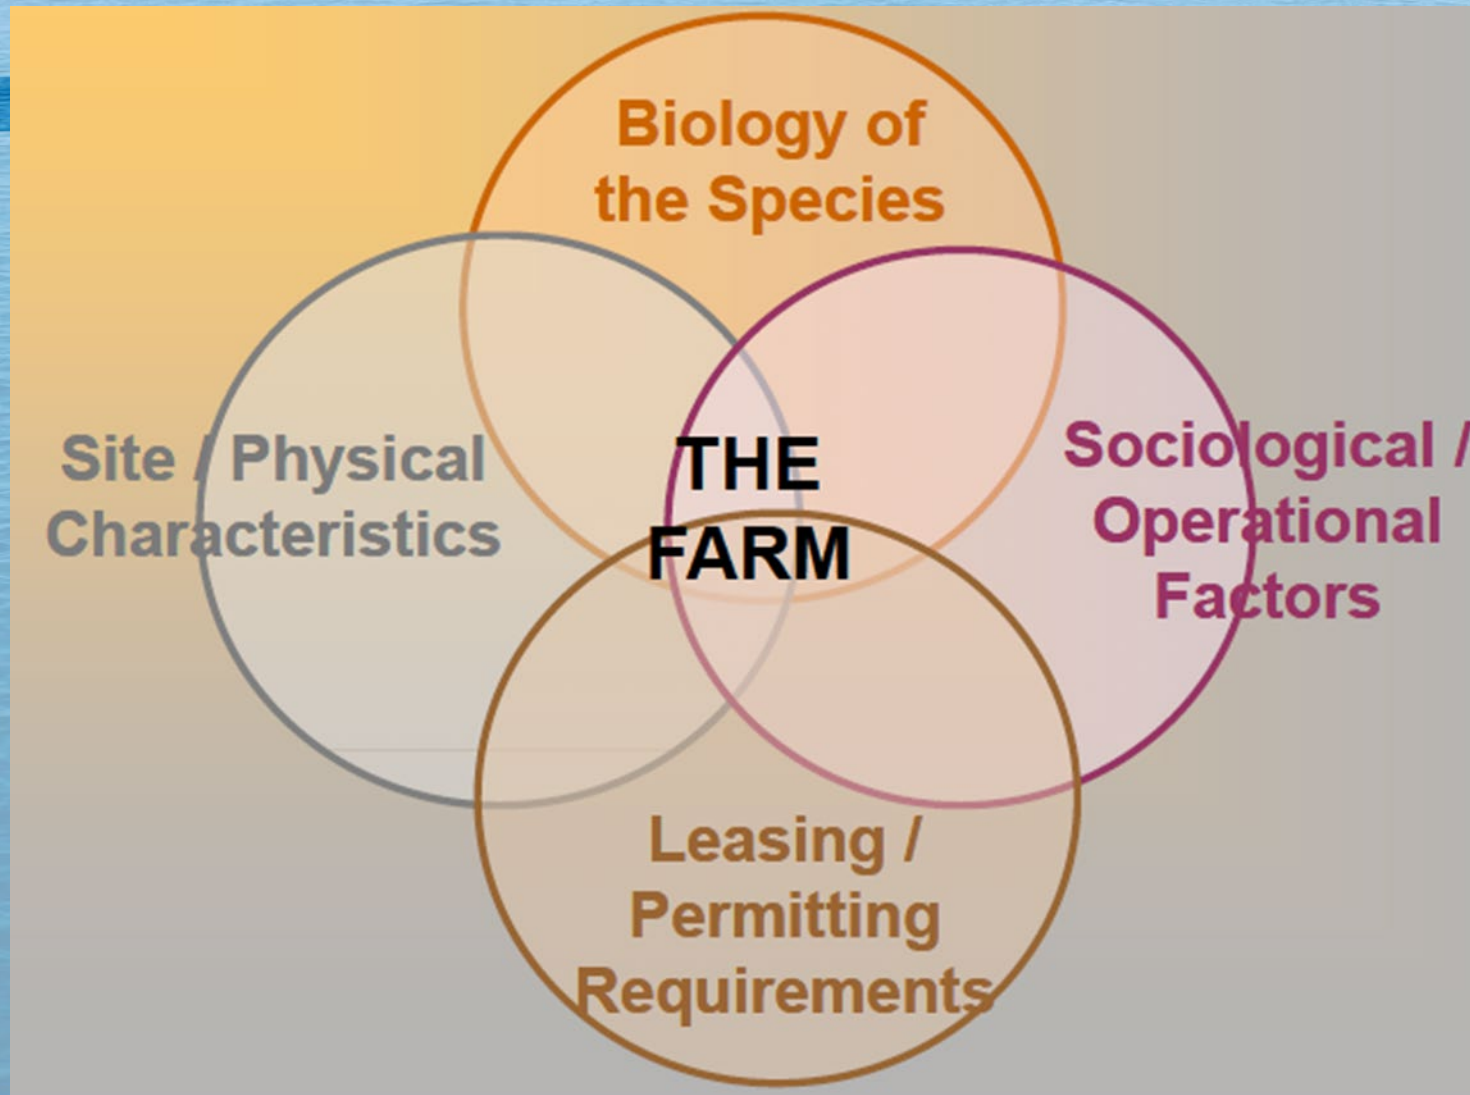 Biology of
the Species
Site / Physical
Characteristics
THE
FARM
Sociological /
Operational
Factors
Leasing /
Permitting
Requirements